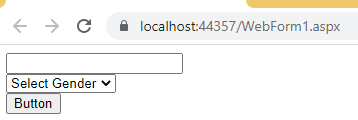 localhost:44357/WebForm1.aspx
Select Gender
Button